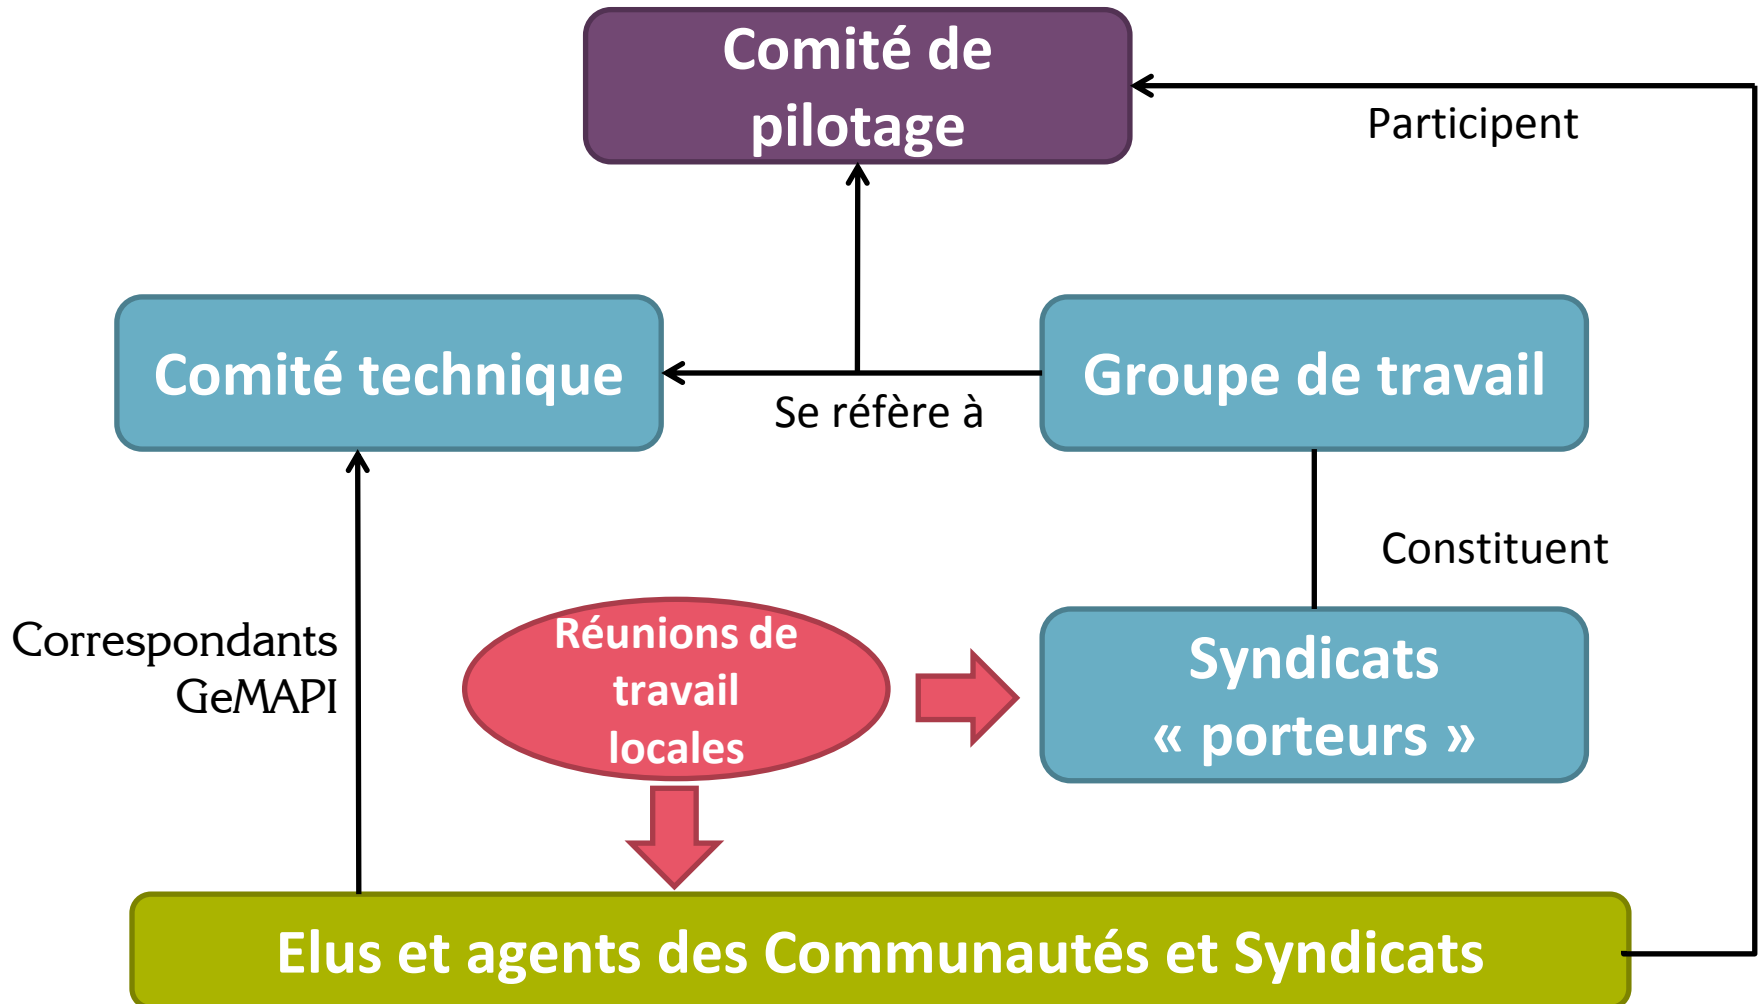 Comité de
pilotage
Participent
Comité technique
Groupe de travail
Se réfère à
Constituent
Correspondants
GeMAPI
Réunions de
travail
locales
Syndicats
« porteurs »
Elus et agents des Communautés et Syndicats